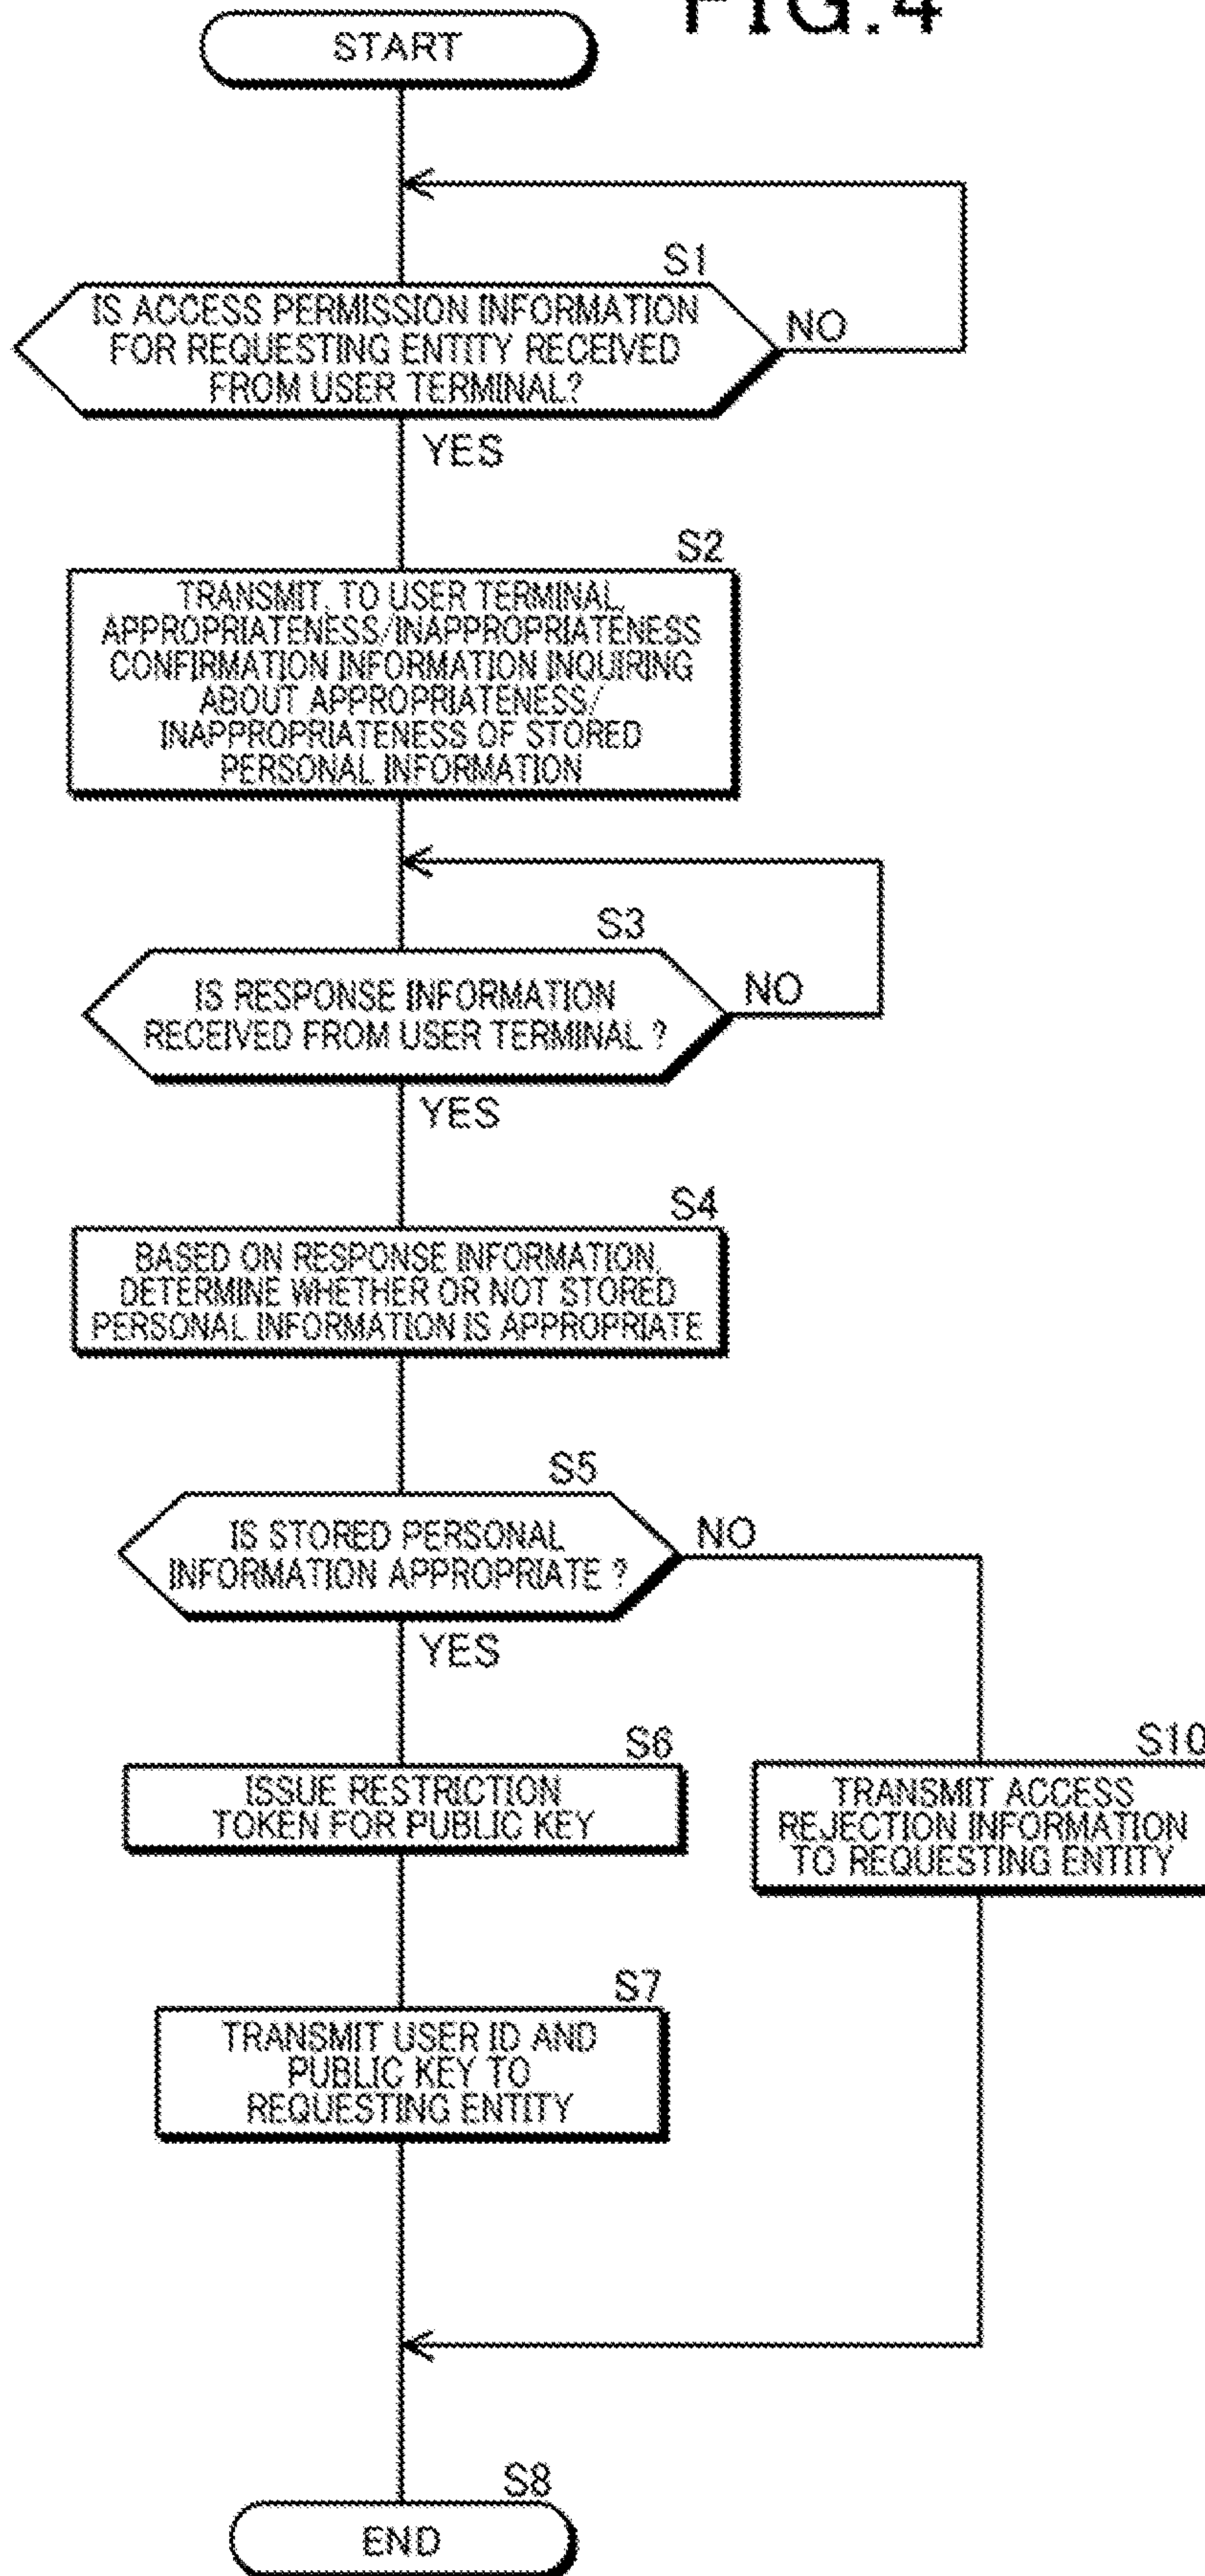 FIG.4
START
S1
IS ACCESS PERMISSION INFORMATION
FOR REQUESTING ENTITY RECEIVED
FROM USER TERMINAL?
NO
YES
S2
TRANSMIT, TO USER TERMINAL,
APPROPRIATENESS/INAPPROPRIATENESS
CONFIRMATION INFORMATION INQUIRING
ABOUT APPROPRIATENESS/
INAPPROPRIATENESS OF STORED
PERSONAL INFORMATION
S3
IS RESPONSE INFORMATION
RECEIVED FROM USER TERMINAL ?
NO
YES
S4
BASED ON RESPONSE INFORMATION,
DETERMINE WHETHER OR NOT STORED
PERSONAL INFORMATION IS APPROPRIATE
S5
IS STORED PERSONAL
INFORMATION APPROPRIATE ?
NO
YES
S6
ISSUE RESTRICTION
TOKEN FOR PUBLIC KEY
S10
TRANSMIT ACCESS
REJECTION INFORMATION
TO REQUESTING ENTITY
S7
TRANSMIT USER ID AND
PUBLIC KEY TO
REQUESTING ENTITY
S8
END